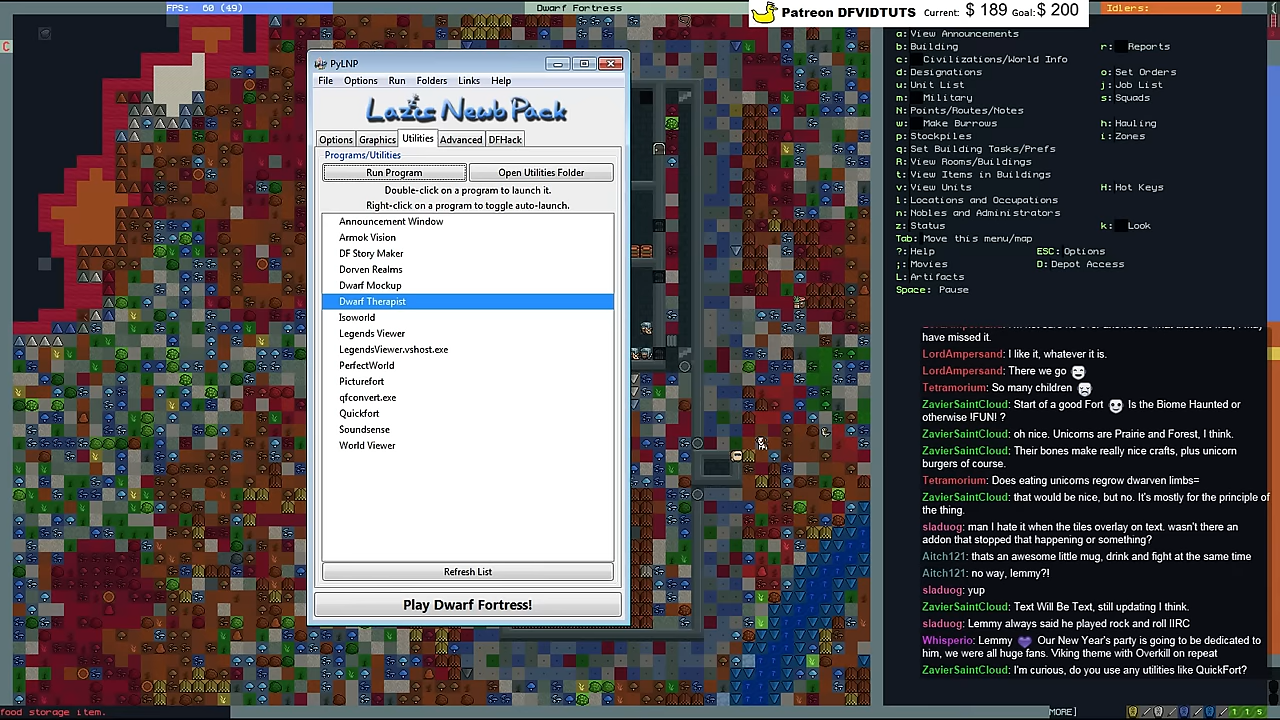 FPS: 60 (49)
Dwarf Fortress
Patreon DFVIDTUTS Current: $ 189 Goal: $ 200
Idlers: 2
C
PyLNP
File Options Run Folders Links Help
Lazy Newb Pack
Options Graphics Utilities Advanced DFHack
Programs/Utilities
Run Program
Open Utilities Folder
Double-click on a program to launch it.
Right-click on a program to toggle auto-launch.
Announcement Window
Armok Vision
DF Story Maker
Dorven Realms
Dwarf Mockup
Dwarf Therapist
Isoworld
Legends Viewer
LegendsViewer.vshost.exe
PerfectWorld
Picturefort
qfconvert.exe
Quickfort
Soundsense
World Viewer
Refresh List
Play Dwarf Fortress!
food storage item.
a: View Announcements
b: Building r: Reports
c: Civilizations/World Info
d: Designations o: Set Orders
u: Unit List j: Job List
m: Military s: Squads
N: Points/Routes/Notes
w: Make Burrows h: Hauling
p: Stockpiles i: Zones
q: Set Building Tasks/Prefs
R: View Rooms/Buildings
t: View Items in Buildings
v: View Units H: Hot Keys
l: Locations and Occupations
n: Nobles and Administrators
z: Status k: Look
Tab: Move this menu/map
?: Help ESC: Options
;: Movies D: Depot Access
L: Artifacts
Space: Pause
have missed it.
LordAmpersand: I like it, whatever it is.
LordAmpersand: There we go
Tetramorium: So many children
ZavierSaintCloud: Start of a good Fort Is the Biome Haunted or
otherwise !FUN! ?
ZavierSaintCloud: oh nice. Unicorns are Prairie and Forest, I think.
ZavierSaintCloud: Their bones make really nice crafts, plus unicorn
burgers of course.
Tetramorium: Does eating unicorns regrow dwarven limbs=
ZavierSaintCloud: that would be nice, but no. It's mostly for the principle of
the thing.
sladuog: man I hate it when the tiles overlay on text. wasn't there an
addon that stopped that happening or something?
Aitch121: thats an awesome little mug, drink and fight at the same time
Aitch121: no way, lemmy?!
sladuog: yup
ZavierSaintCloud: Text Will Be Text, still updating I think.
sladuog: Lemmy always said he played rock and roll IIRC
Whisperio: Lemmy Our New Year's party is going to be dedicated to
him, we were all huge fans. Viking theme with Overkill on repeat
ZavierSaintCloud: I'm curious, do you use any utilities like QuickFort?
MORE]
115